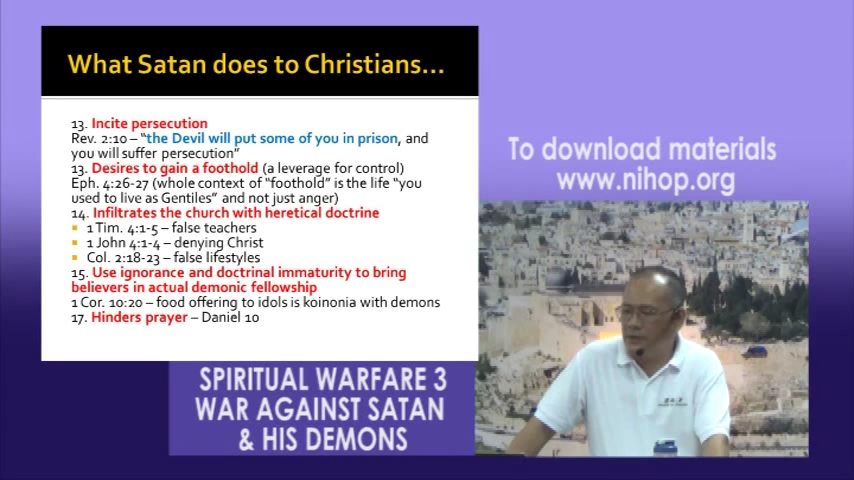 What Satan does to Christians...
13. Incite persecution
Rev. 2:10 – "the Devil will put some of you in prison, and
you will suffer persecution"
13. Desires to gain a foothold (a leverage for control)
Eph. 4:26-27 (whole context of "foothold" is the life "you
used to live as Gentiles" and not just anger)
14. Infiltrates the church with heretical doctrine
1 Tim. 4:1-5 – false teachers
1 John 4:1-4 – denying Christ
Col. 2:18-23 – false lifestyles
15. Use ignorance and doctrinal immaturity to bring
believers in actual demonic fellowship
1 Cor. 10:20 – food offering to idols is koinonia with demons
17. Hinders prayer – Daniel 10
To download materials
www.nihop.org
SPIRITUAL WARFARE 3
WAR AGAINST SATAN
& HIS DEMONS